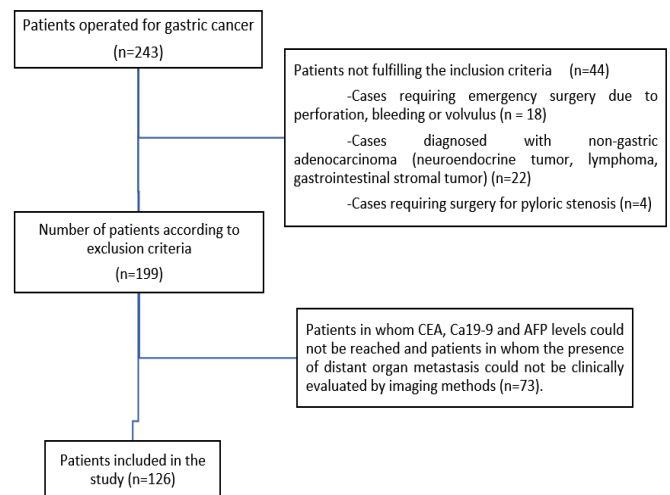 Patients operated for gastric cancer
(n=243)
Patients not fulfilling the inclusion criteria (n=44)
-Cases requiring emergency surgery due to
perforation, bleeding or volvulus (n = 18)
-Cases diagnosed with non-gastric
adenocarcinoma (neuroendocrine tumor, lymphoma,
gastrointestinal stromal tumor) (n=22)
-Cases requiring surgery for pyloric stenosis (n=4)
Number of patients according to
exclusion criteria
(n=199)
Patients in whom CEA, Ca19-9 and AFP levels could
not be reached and patients in whom the presence
of distant organ metastasis could not be clinically
evaluated by imaging methods (n=73).
Patients included in the
study (n=126)